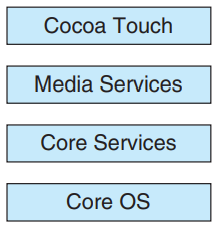 Cocoa Touch
Media Services
Core Services
Core OS